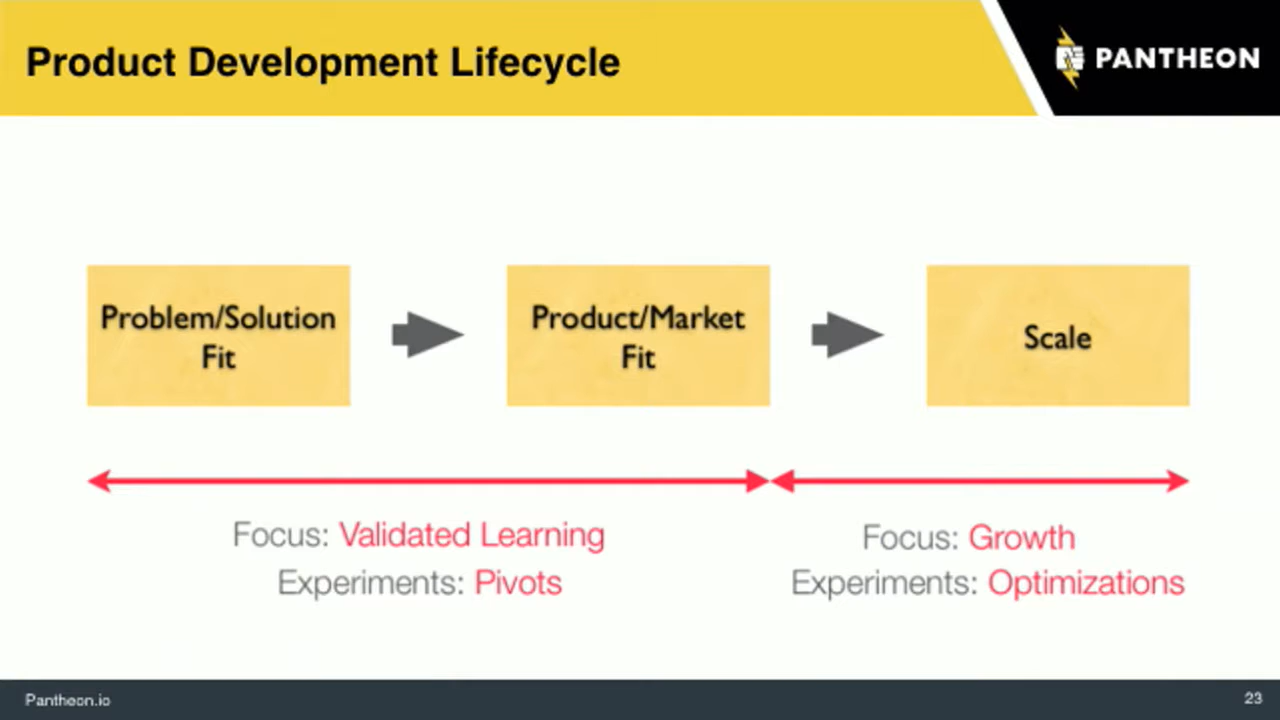 Product Development Lifecycle
PANTHEON
Problem/Solution
Fit
Product/Market
Fit
Scale
Focus: Validated Learning
Experiments: Pivots
Focus: Growth
Experiments: Optimizations
Pantheon.io
23